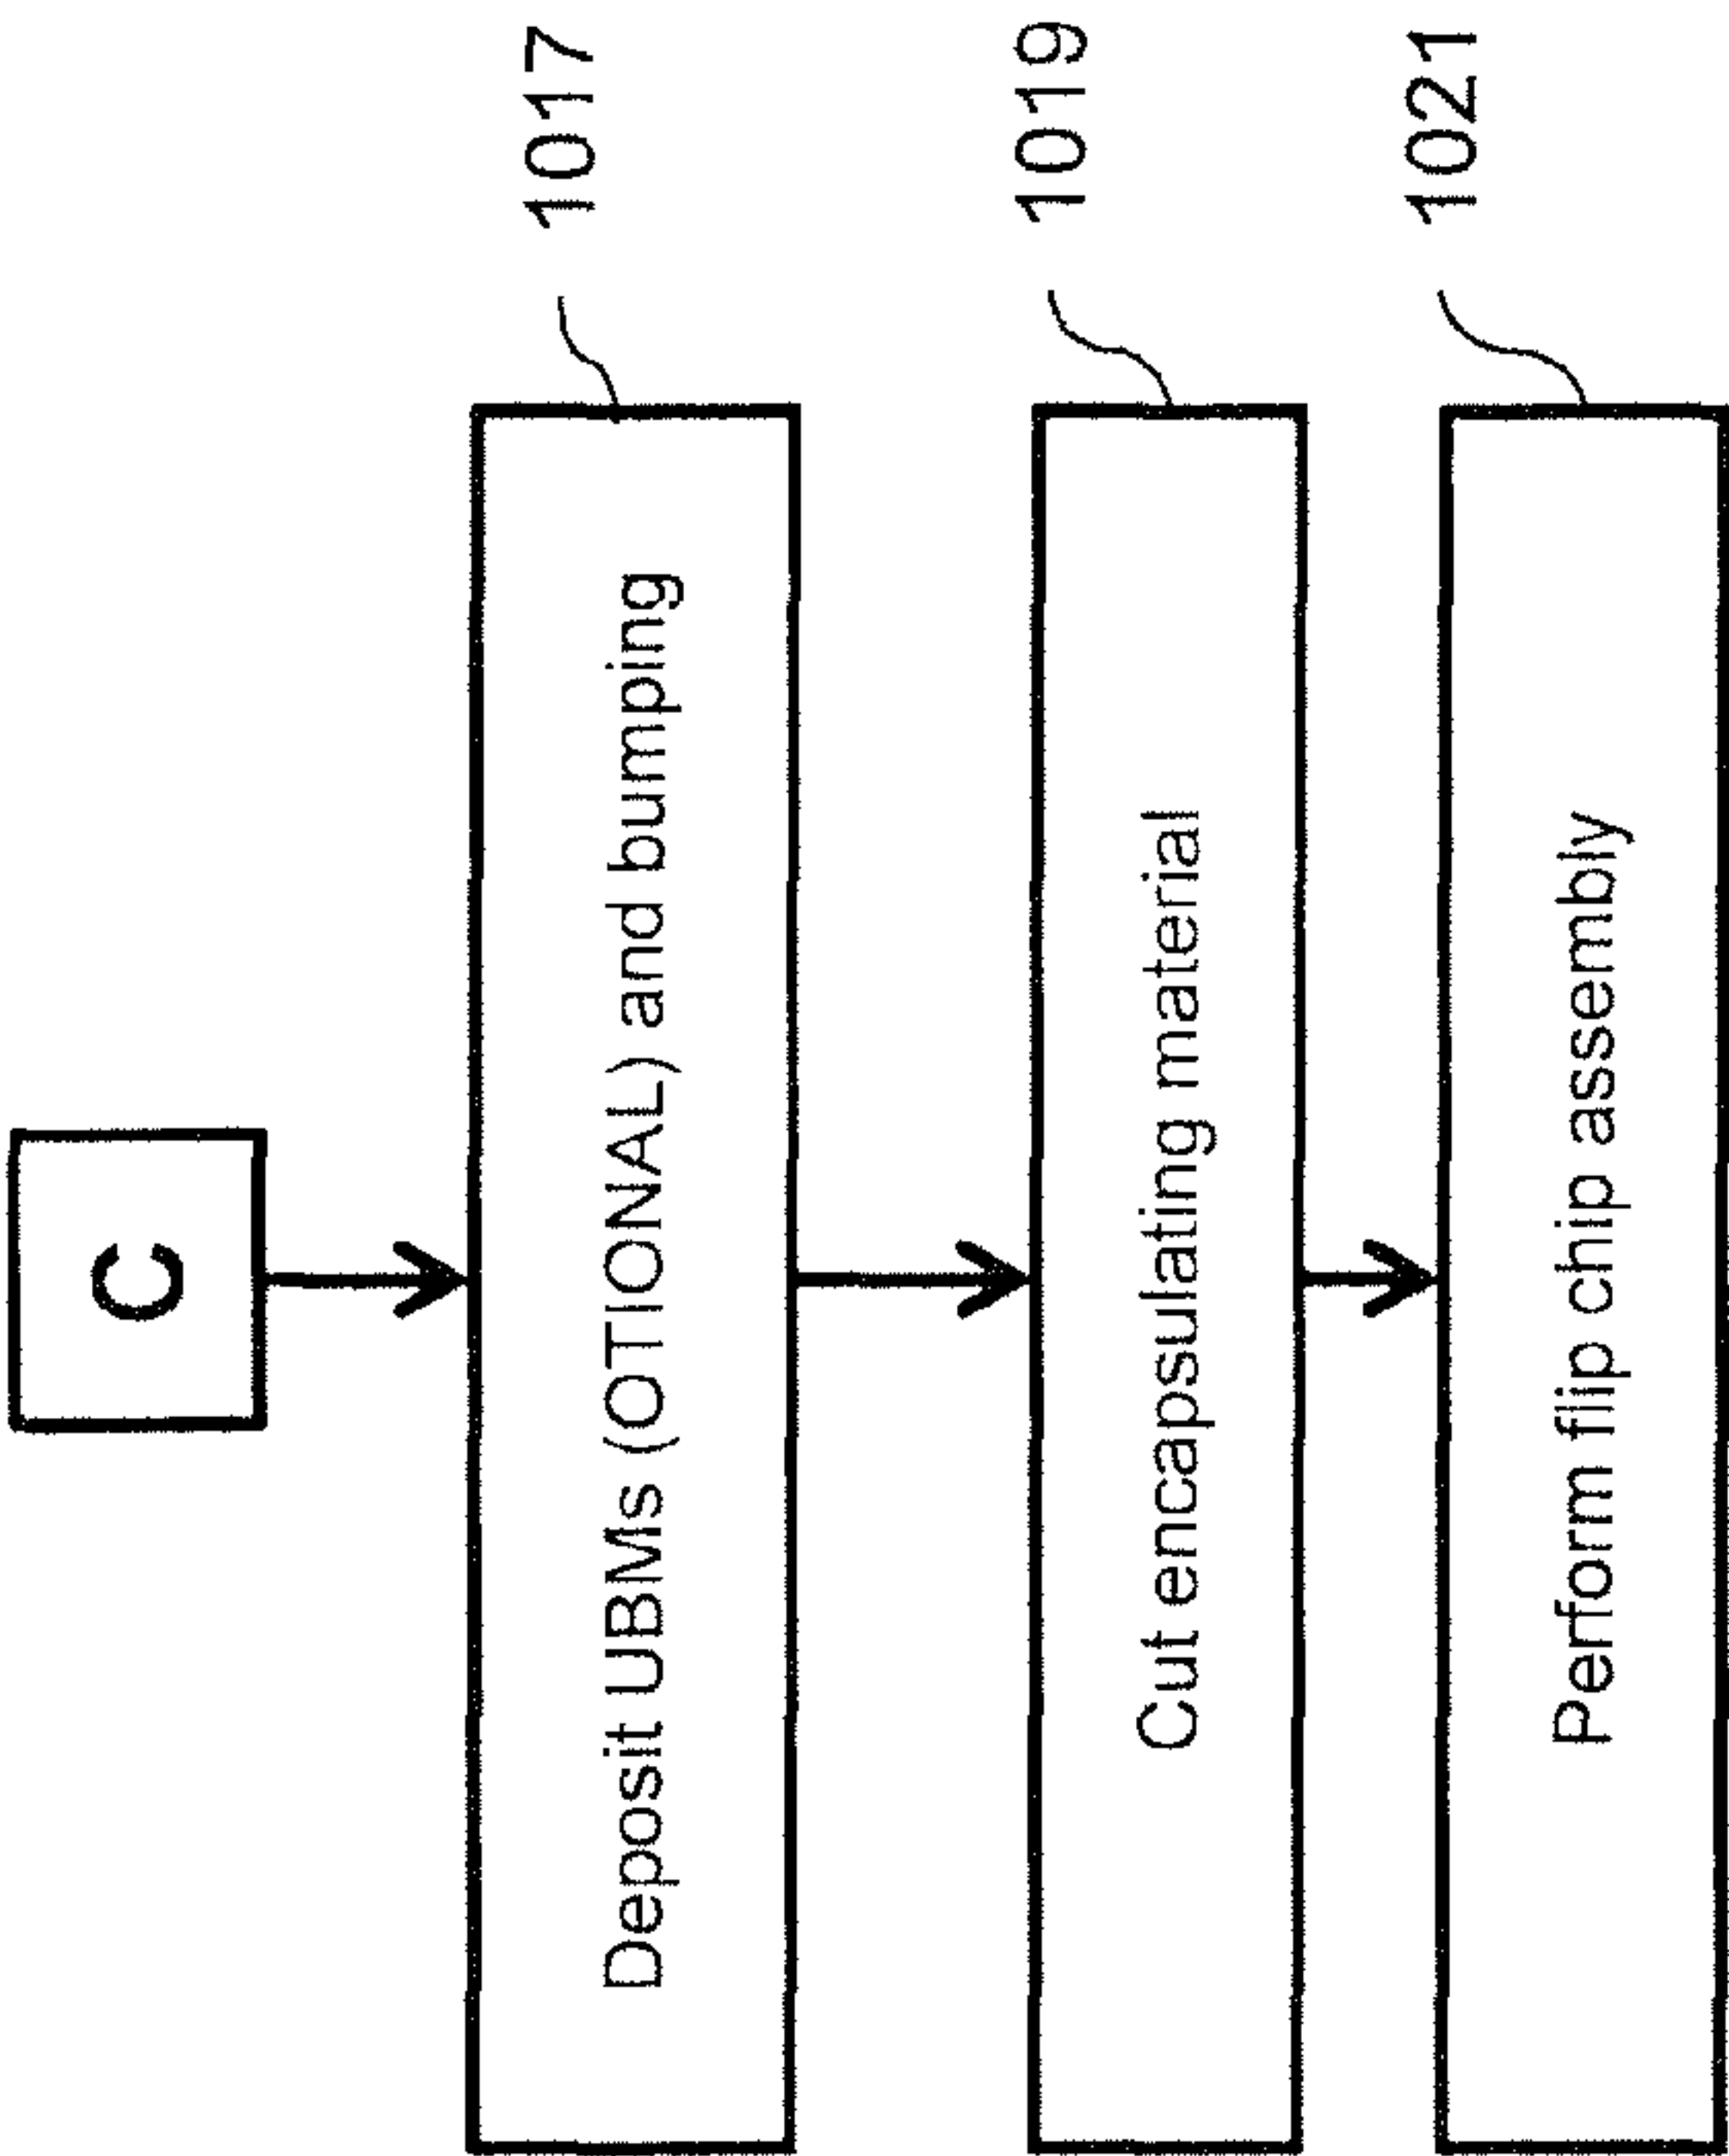 C
Deposit UBMs (OTIONAL) and bumping
1017
Cut encapsulating material
1019
Perform flip chip assembly
1021